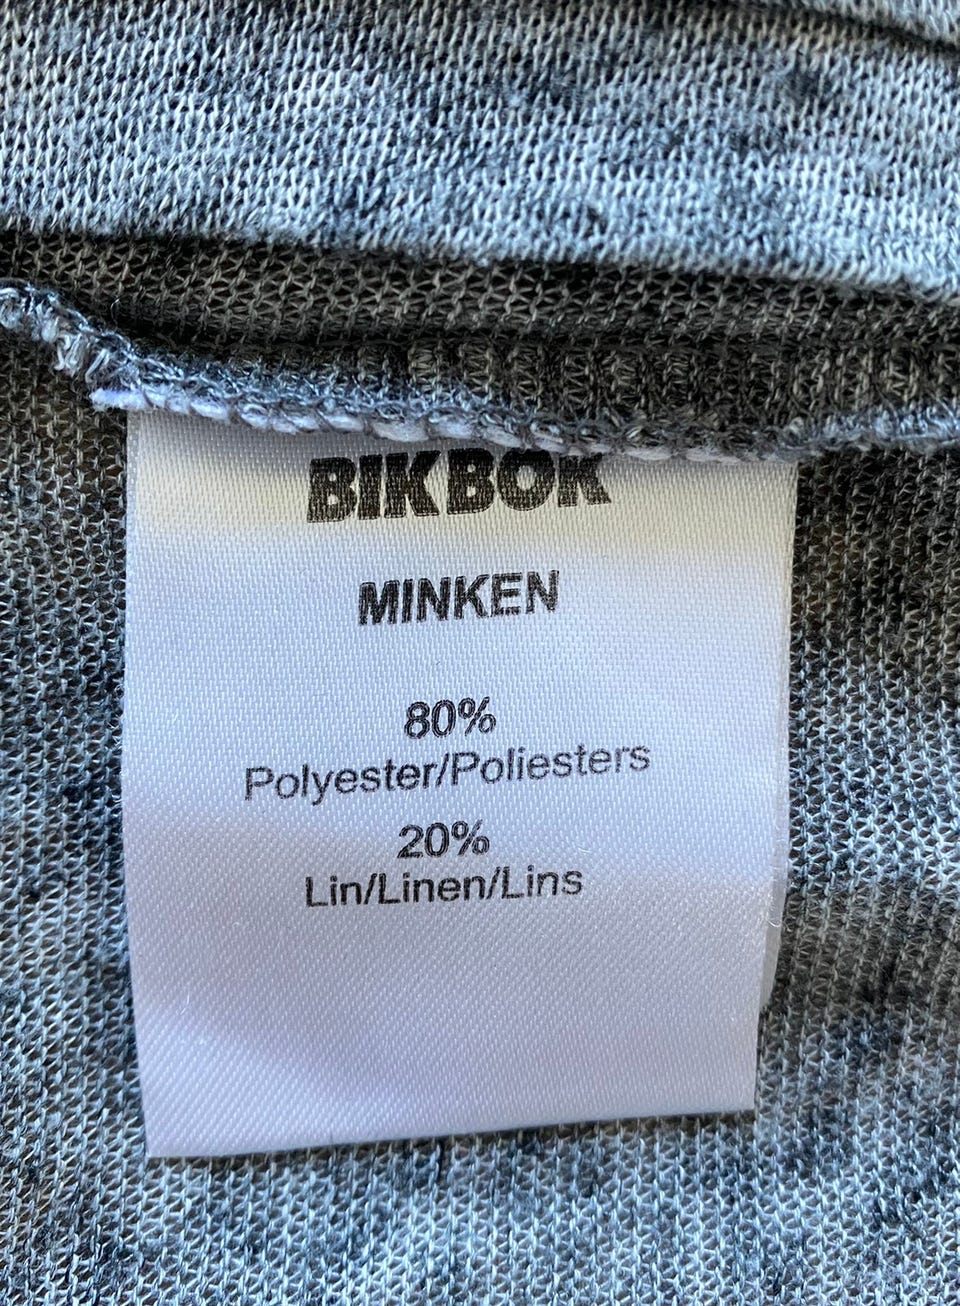 BIKBOK
MINKEN
80%
Polyester/Poliesters
20%
Lin/Linen/Lins